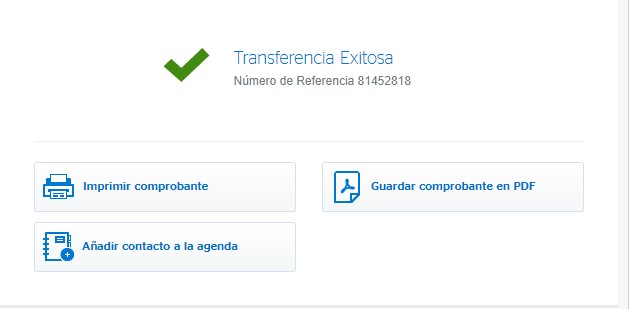 Transferencia Exitosa
Número de Referencia 81452818
Imprimir comprobante
Guardar comprobante en PDF
Añadir contacto a la agenda